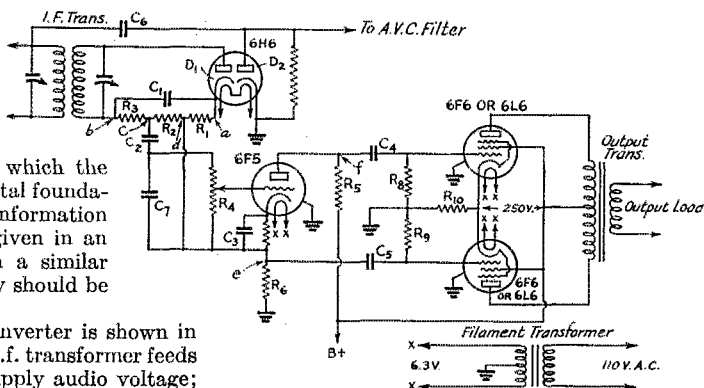 I.F. Trans.
C6
To A.V.C. Filter
6H6
D1
D2
C1
R3
R2
R1
b
c
d
a
C2
6F5
C7
R4
C3
e
R6
R5
f
C4
C5
R8
R9
R10
6F6 OR 6L6
250V.
6F6
OR 6L6
Output
Trans.
Output Load
B+
x
x
x
x
x
x
Filament Transformer
x
6.3V.
x
110 V. A.C.
which the
tal founda-
nformation
given in an
a similar
y should be
nverter is shown in
.f. transformer feeds
upply audio voltage;